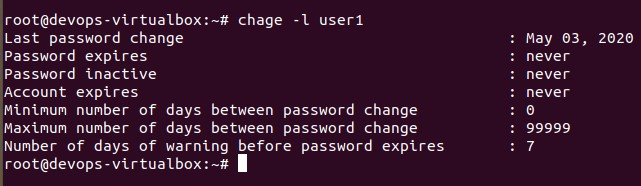 root@devops-virtualbox:~# chage -l user1
Last password change : May 03, 2020
Password expires : never
Password inactive : never
Account expires : never
Minimum number of days between password change : 0
Maximum number of days between password change : 99999
Number of days of warning before password expires : 7
root@devops-virtualbox:~#